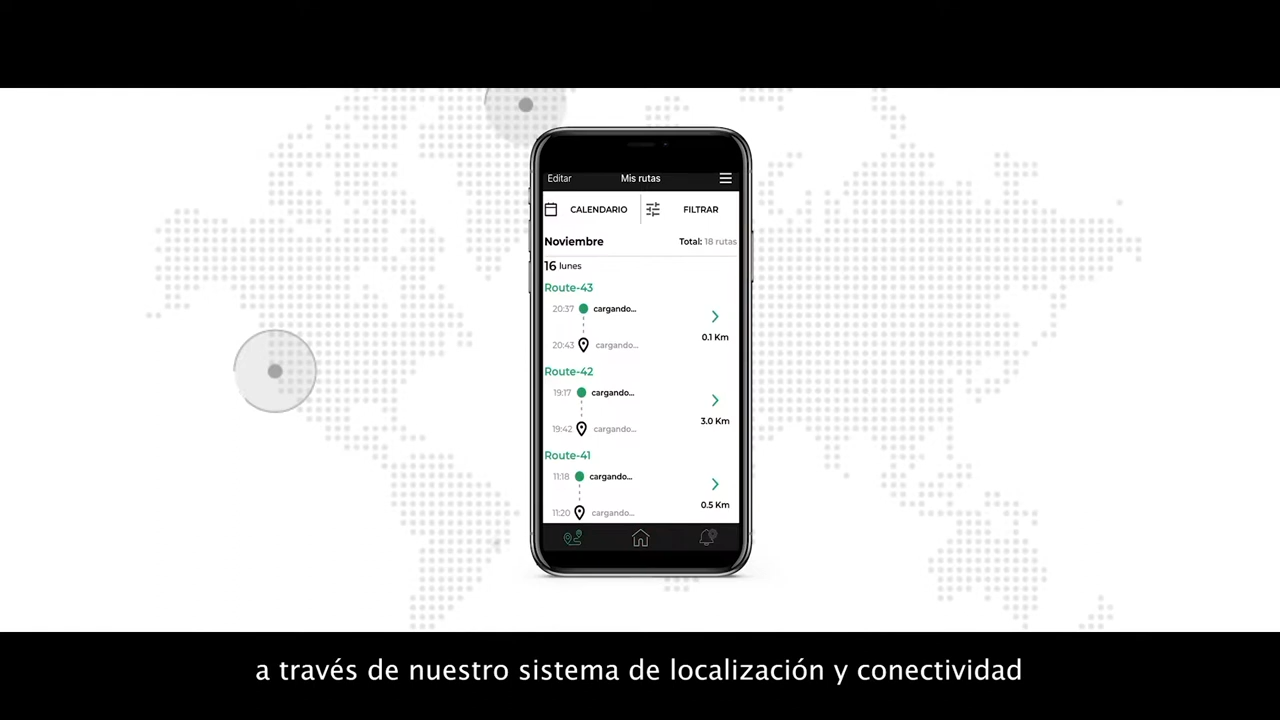 Editar Mis rutas
CALENDARIO FILTRAR
Noviembre Total: 18 rutas
16 lunes
Route-43
20:37 cargando...
0.1 Km
20:43 cargando...
Route-42
19:17 cargando...
3.0 Km
19:42 cargando...
Route-41
11:18 cargando...
0.5 Km
11:20 cargando...
a través de nuestro sistema de localización y conectividad